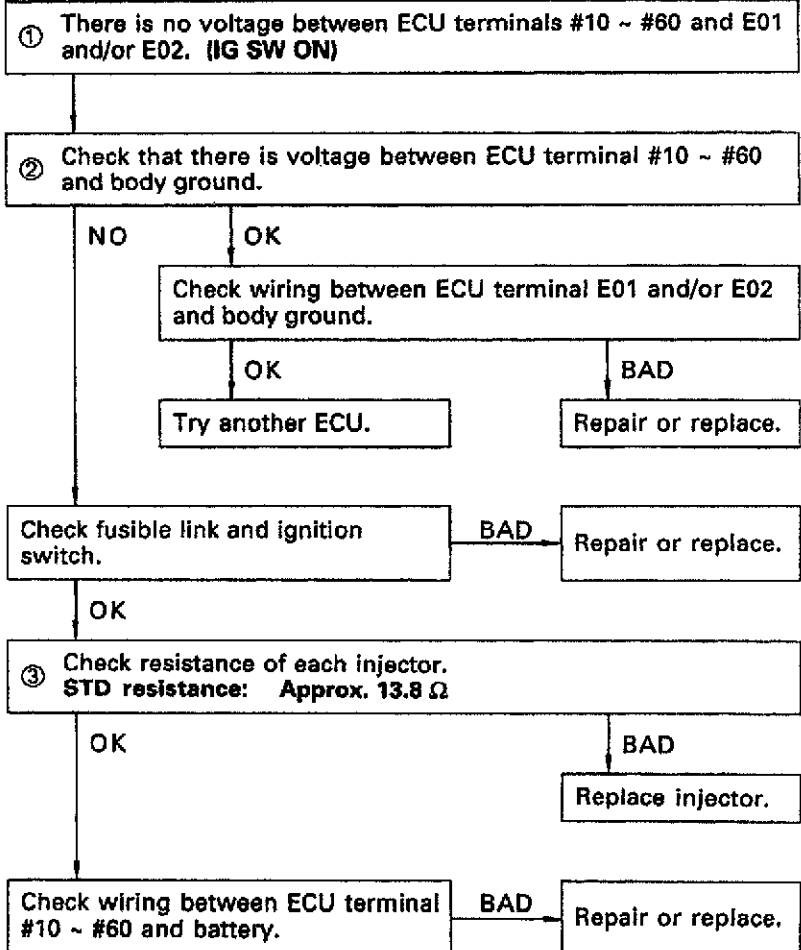 ① There is no voltage between ECU terminals #10 ~ #60 and E01
and/or E02. (IG SW ON)
② Check that there is voltage between ECU terminal #10 ~ #60
and body ground.
NO
OK
Check wiring between ECU terminal E01 and/or E02
and body ground.
OK
BAD
Try another ECU.
Repair or replace.
Check fusible link and ignition
switch.
BAD
Repair or replace.
OK
③ Check resistance of each injector.
STD resistance: Approx. 13.8 Ω
OK
BAD
Replace injector.
Check wiring between ECU terminal
#10 ~ #60 and battery.
BAD
Repair or replace.